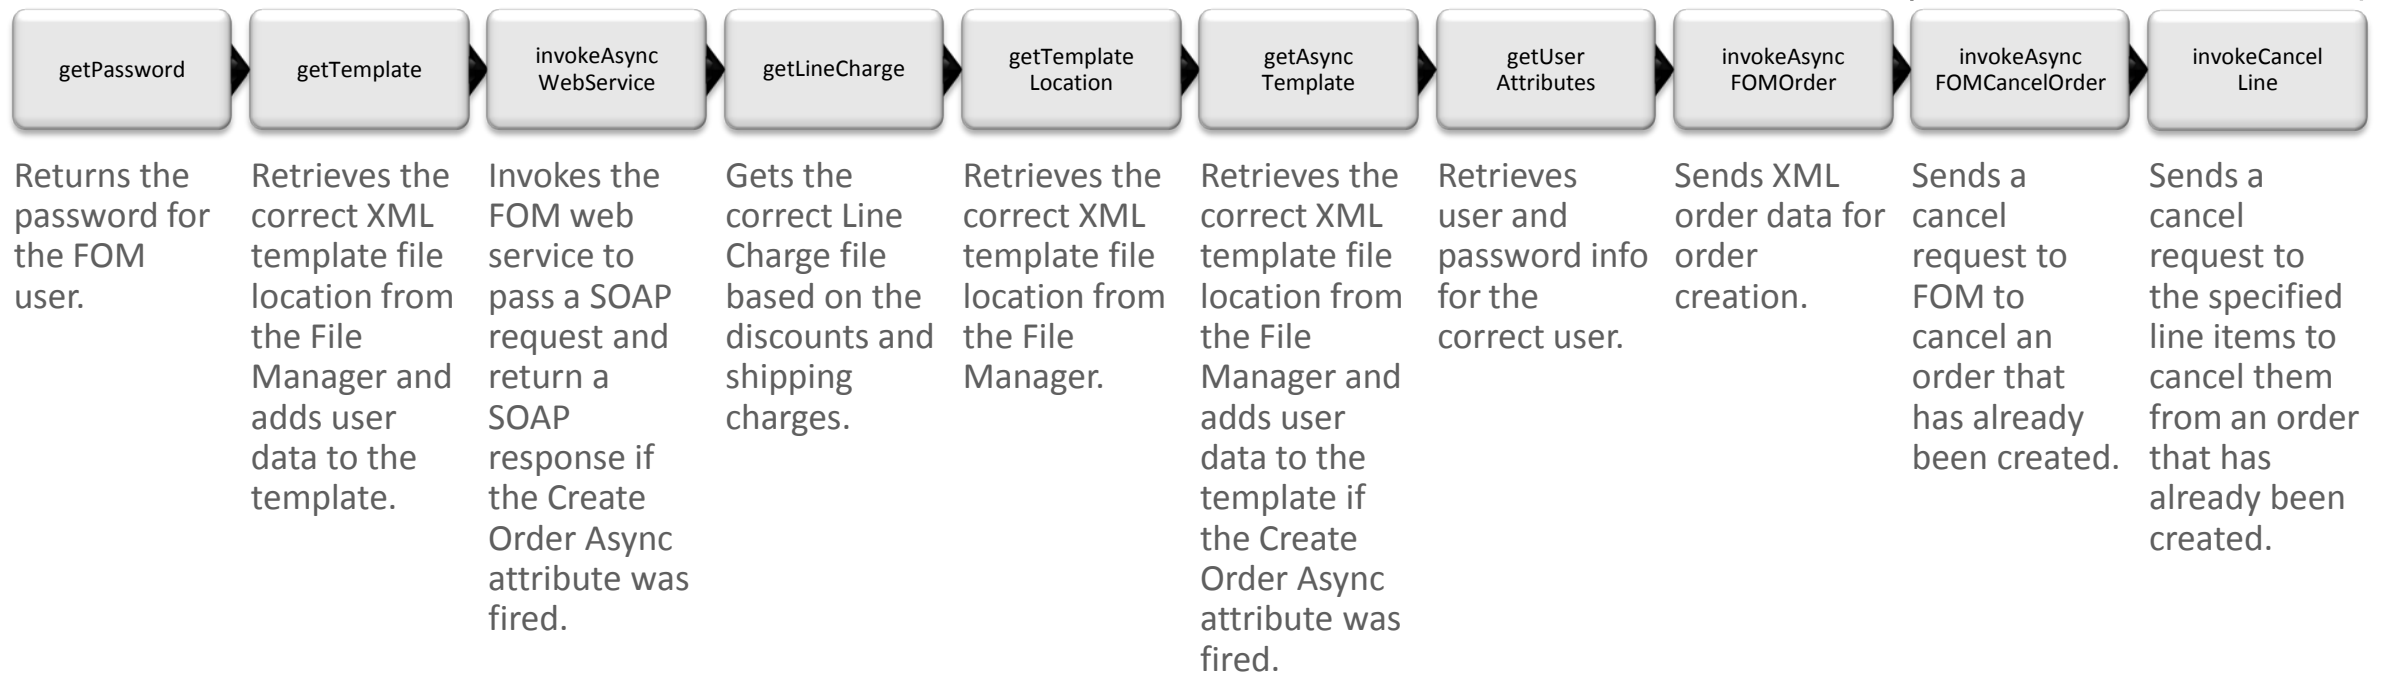 getPassword
getTemplate
invokeAsync
WebService
getLineCharge
getTemplate
Location
getAsync
Template
getUser
Attributes
invokeAsync
FOMOrder
invokeAsync
FOMCancelOrder
invokeCancel
Line
Returns the
password for
the FOM
user.
Retrieves the
correct XML
template file
location from
the File
Manager and
adds user
data to the
template.
Invokes the
FOM web
service to
pass a SOAP
request and
return a
SOAP
response if
the Create
Order Async
attribute was
fired.
Gets the
correct Line
Charge file
based on the
discounts and
shipping
charges.
Retrieves the
correct XML
template file
location from
the File
Manager.
Retrieves the
correct XML
template file
location from
the File
Manager and
adds user
data to the
template if
the Create
Order Async
attribute was
fired.
Retrieves
user and
password info
for the
correct user.
Sends XML
order data for
order
creation.
Sends a
cancel
request to
FOM to
cancel an
order that
has already
been created.
Sends a
cancel
request to
the specified
line items to
cancel them
from an order
that has
already been
created.